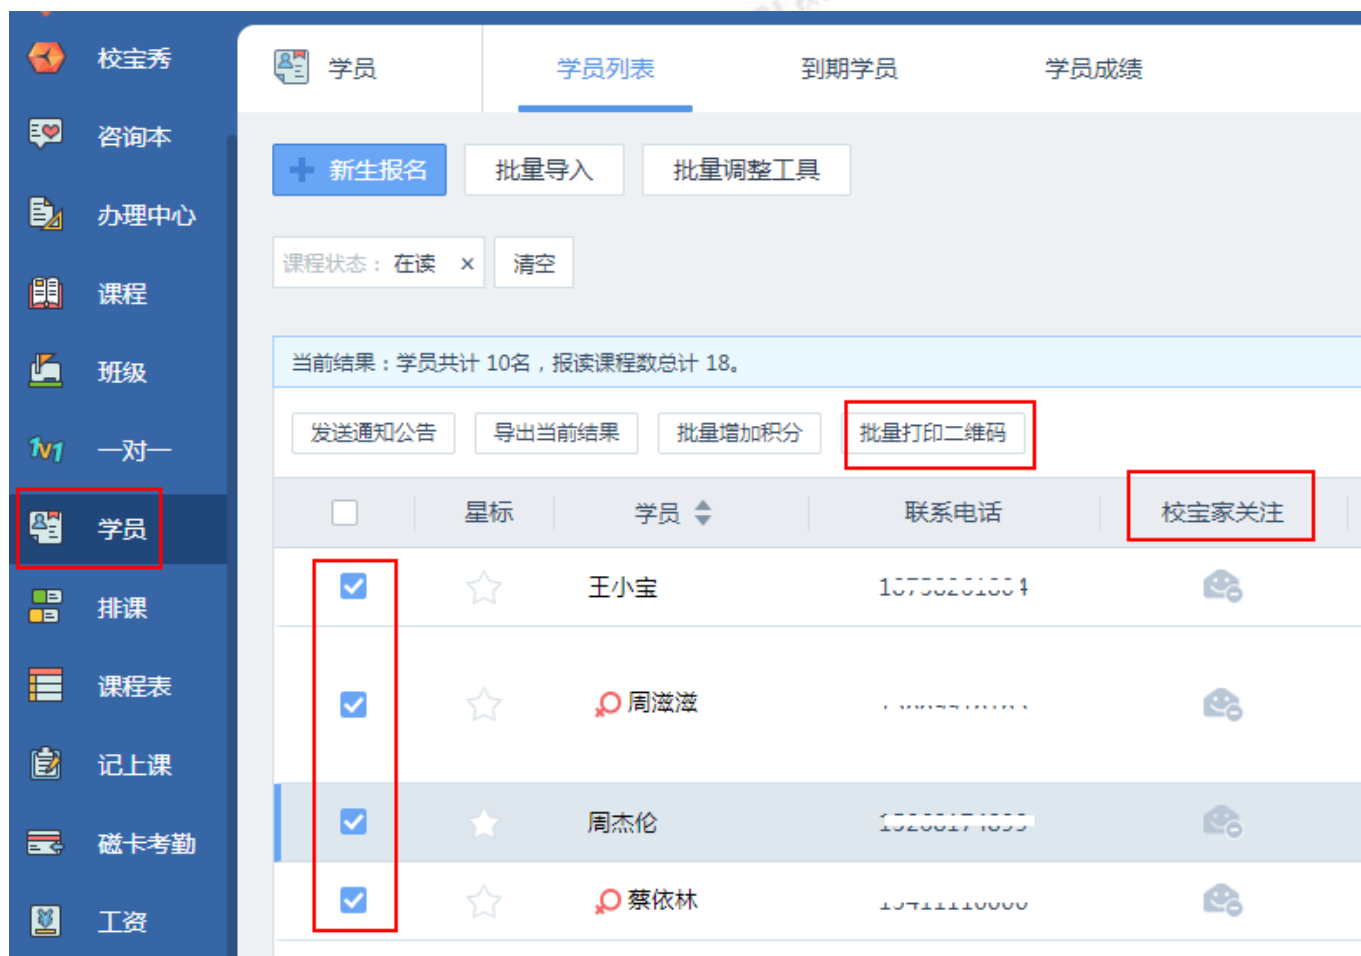 校宝秀
咨询本
办理中心
课程
班级
1v1 一对一
学员
排课
课程表
记上课
磁卡考勤
工资
学员 学员列表 到期学员 学员成绩
新生报名 批量导入 批量调整工具
课程状态： 在读 × 清空
当前结果：学员共计 10名，报读课程数总计 18。
发送通知公告 导出当前结果 批量增加积分 批量打印二维码
星标 学员 联系电话 校宝家关注
王小宝
周滋滋
周杰伦
蔡依林